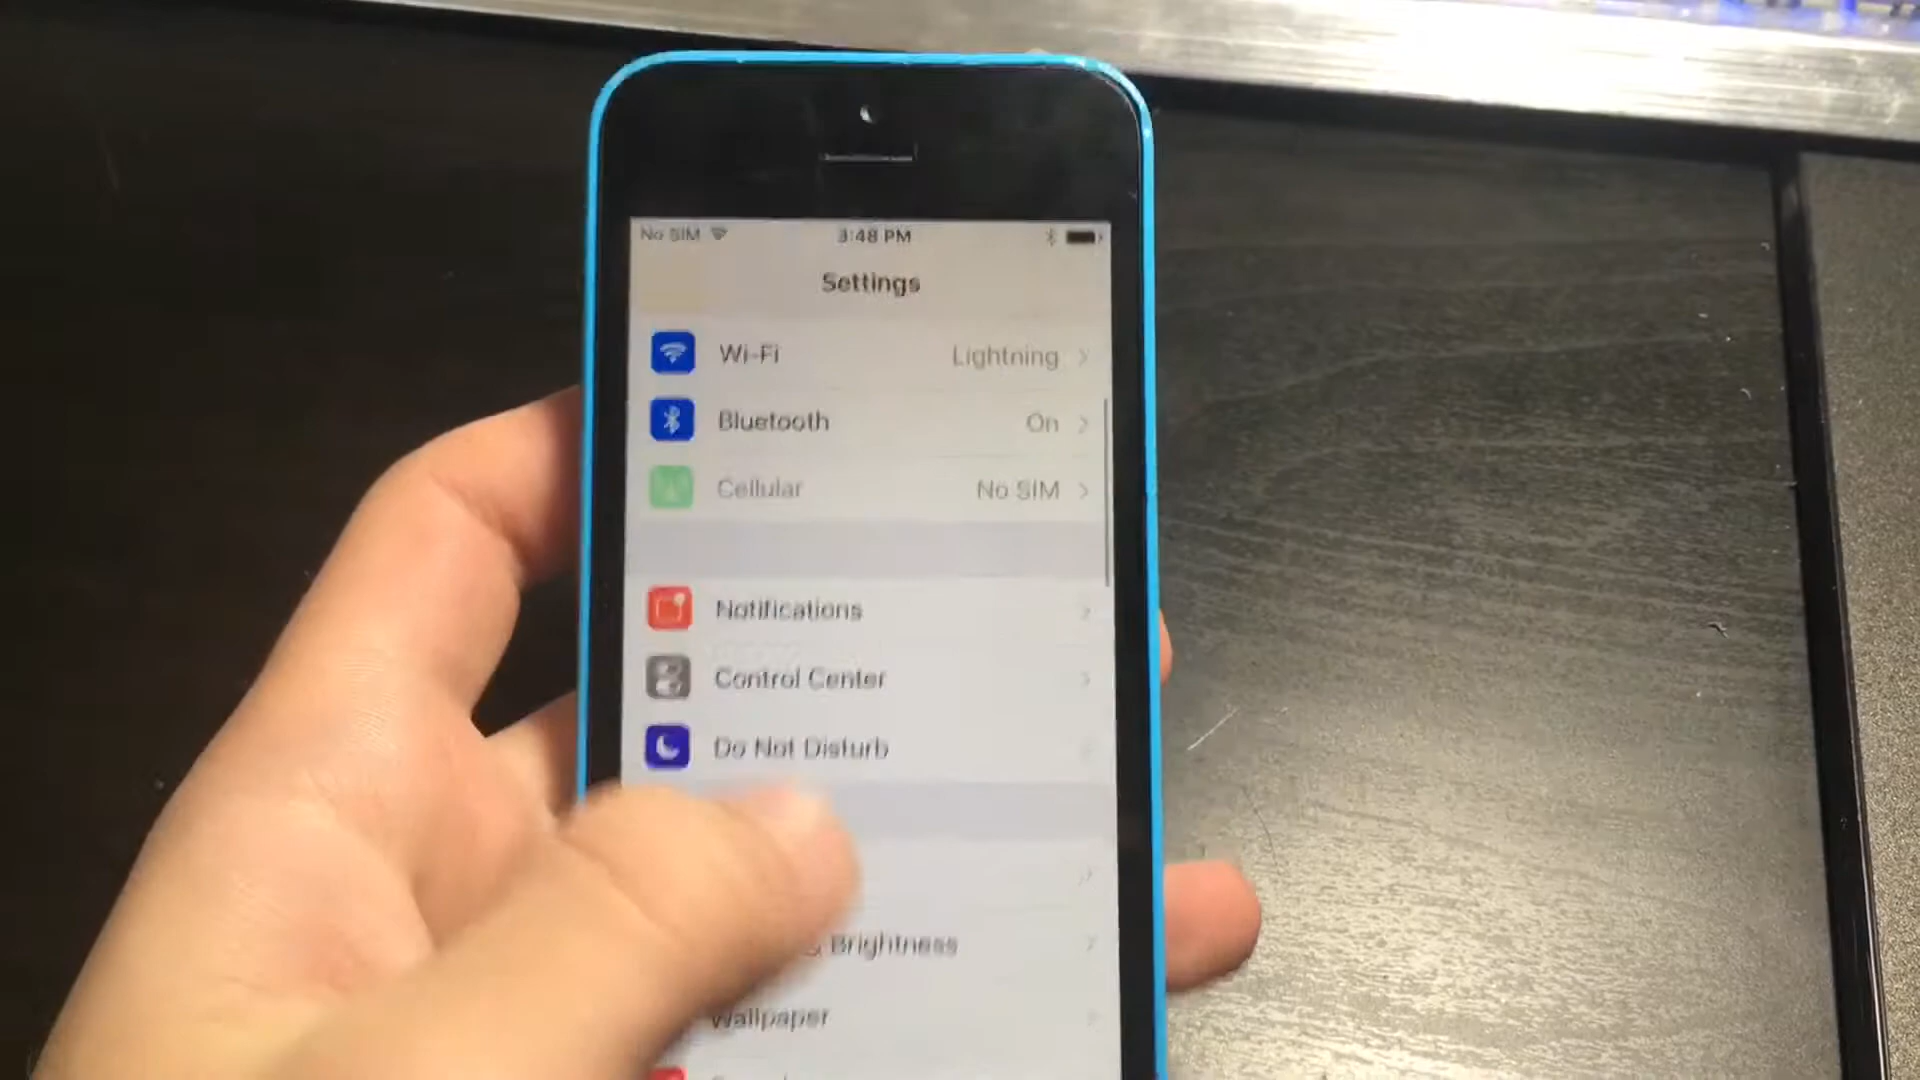 No SIM 3:48 PM
Settings
Wi-Fi Lightning
Bluetooth On
Cellular No SIM
Notifications
Control Center
Do Not Disturb
& Brightness
Wallpaper